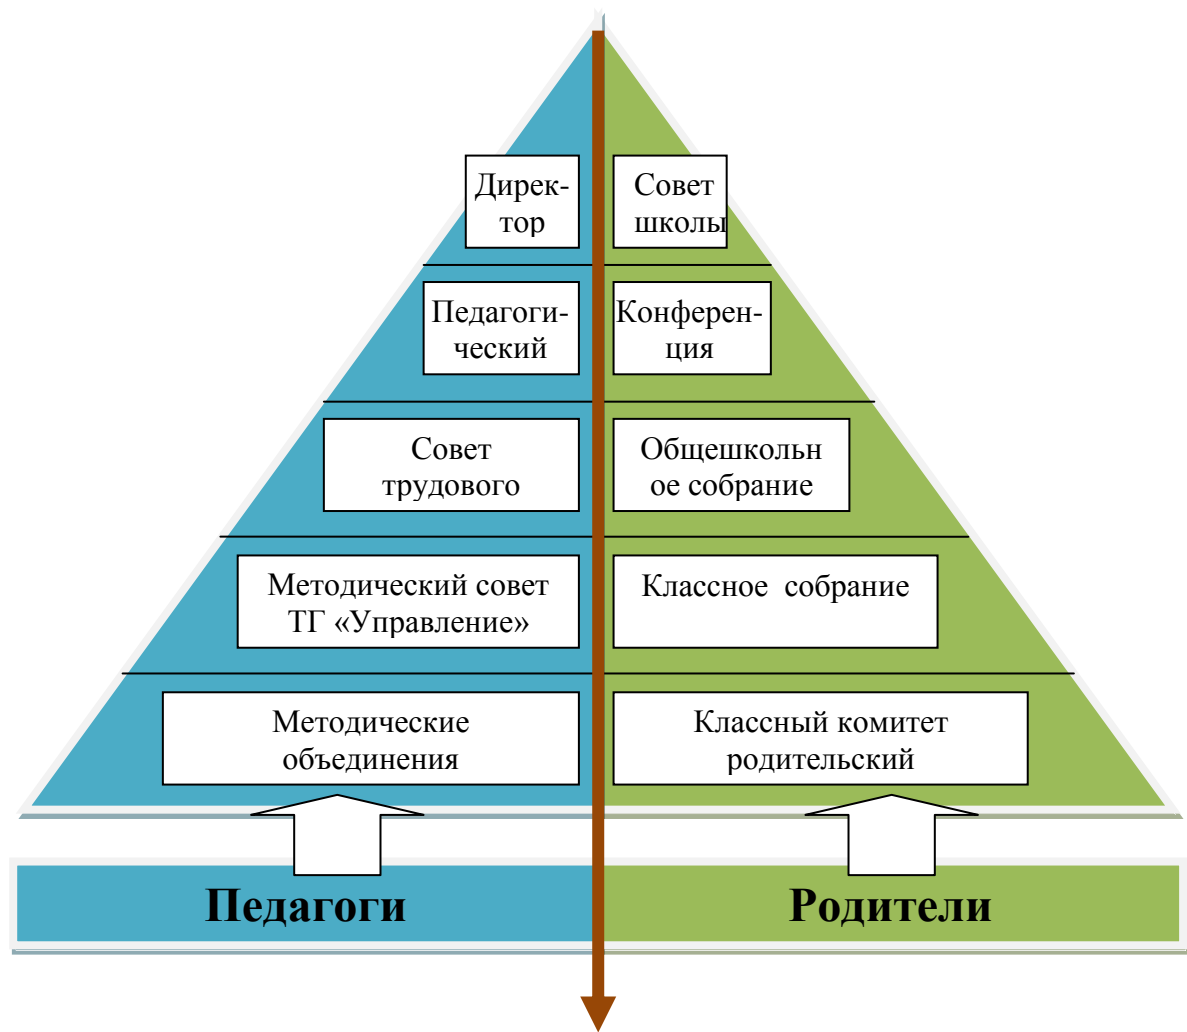 Дирек-
тор
Совет
школы
Педагоги-
ческий
Конферен-
ция
Совет
трудового
Общешкольн
ое собрание
Методический совет
ТГ «Управление»
Классное собрание
Методические
объединения
Классный комитет
родительский
Педагоги
Родители